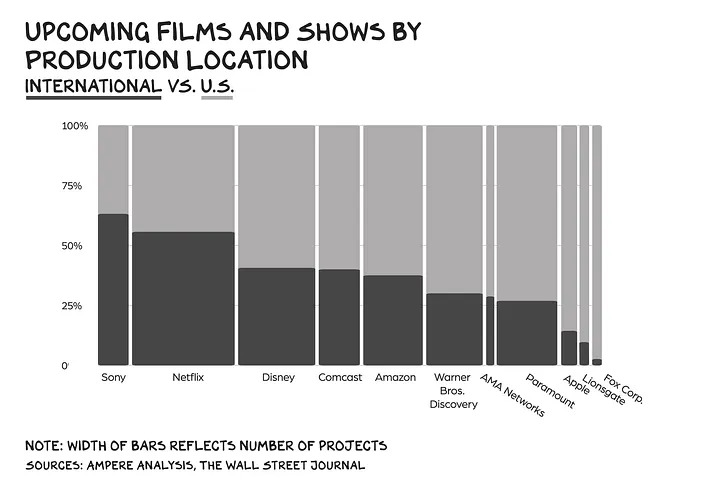 UPCOMING FILMS AND SHOWS BY
PRODUCTION LOCATION
INTERNATIONAL VS. U.S.
100%
75%
50%
25%
0
Sony
Netflix
Disney
Comcast
Amazon
Warner
Bros.
Discovery
AMA Networks
Paramount
Apple
Lionsgate
Fox Corp.
NOTE: WIDTH OF BARS REFLECTS NUMBER OF PROJECTS
SOURCES: AMPERE ANALYSIS, THE WALL STREET JOURNAL